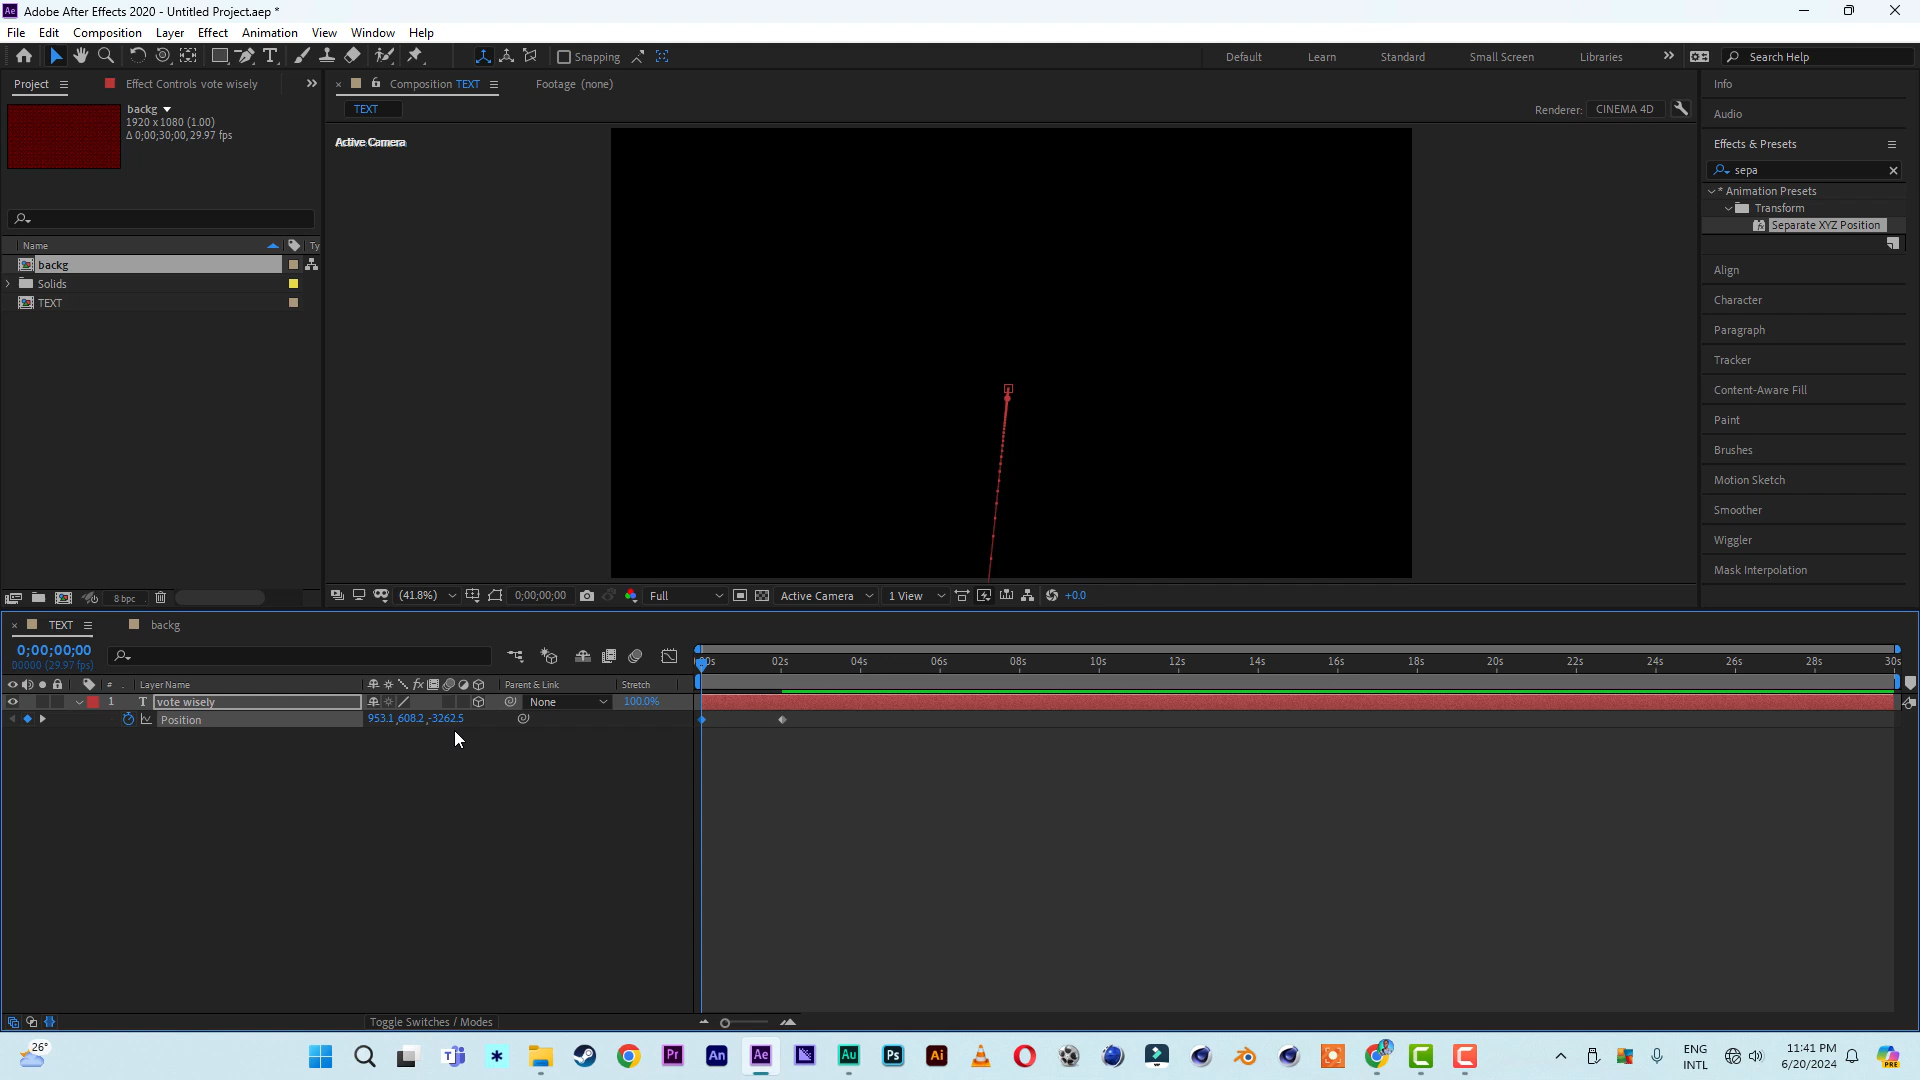 Adobe After Effects 2020 - Untitled Project.aep *
File Edit Composition Layer Effect Animation View Window Help
Snapping
Default Learn Standard Small Screen Libraries
Search Help
Project
Effect Controls vote wisely
Composition TEXT
Footage (none)
TEXT
Renderer: CINEMA 4D
backg
1920 x 1080 (1.00)
Δ 0;00;30;00, 29.97 fps
Active Camera
Name
Ty
backg
Solids
TEXT
8 bpc
(41.8%)
0;00;00;00
Full
Active Camera
1 View
+0.0
Info
Audio
Effects & Presets
sepa
* Animation Presets
Transform
Separate XYZ Position
Align
Character
Paragraph
Tracker
Content-Aware Fill
Paint
Brushes
Motion Sketch
Smoother
Wiggler
Mask Interpolation
TEXT
backg
0;00;00;00
00000 (29.97 fps)
# . Layer Name
Parent & Link
Stretch
02s 04s 06s 08s 10s 12s 14s 16s 18s 20s 22s 24s 26s 28s 30s
1 T vote wisely
None
100.0%
Position
953.1,608.2,-3262.5
Toggle Switches / Modes
26°
ENG
INTL
11:41 PM
6/20/2024